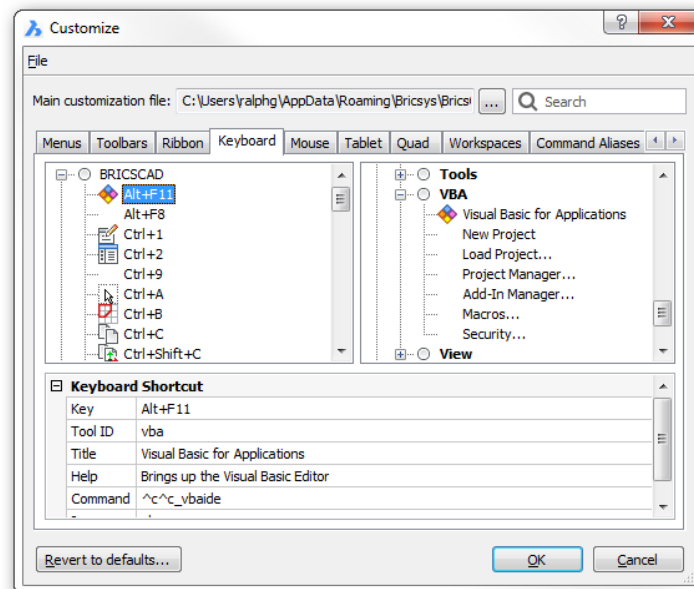 Customize
File
Main customization file: C:\Users\ralphg\AppData\Roaming\Bricsys\Brics ... Search
Menus Toolbars Ribbon Keyboard Mouse Tablet Quad Workspaces Command Aliases
BRICSCAD
Alt+F11
Alt+F8
Ctrl+1
Ctrl+2
Ctrl+9
Ctrl+A
Ctrl+B
Ctrl+C
Ctrl+Shift+C
Tools
VBA
Visual Basic for Applications
New Project
Load Project...
Project Manager...
Add-In Manager...
Macros...
Security...
View
Keyboard Shortcut
Key Alt+F11
Tool ID vba
Title Visual Basic for Applications
Help Brings up the Visual Basic Editor
Command ^c^c_vbaide
Revert to defaults... OK Cancel